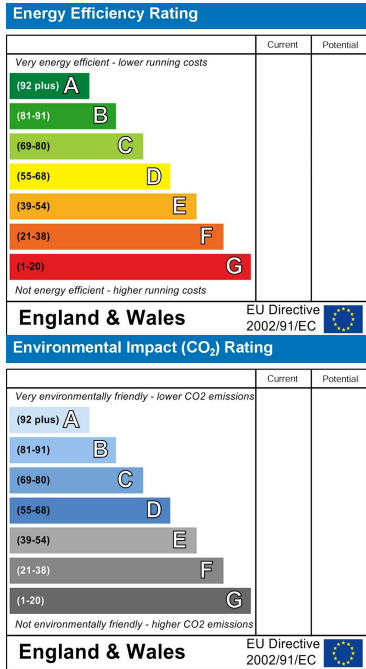 Energy Efficiency Rating
Current Potential
Very energy efficient - lower running costs
(92 plus) A
(81-91) B
(69-80) C
(55-68) D
(39-54) E
(21-38) F
(1-20) G
Not energy efficient - higher running costs
England & Wales EU Directive
2002/91/EC
Environmental Impact (CO₂) Rating
Current Potential
Very environmentally friendly - lower CO2 emissions
(92 plus) A
(81-91) B
(69-80) C
(55-68) D
(39-54) E
(21-38) F
(1-20) G
Not environmentally friendly - higher CO2 emissions
England & Wales EU Directive
2002/91/EC